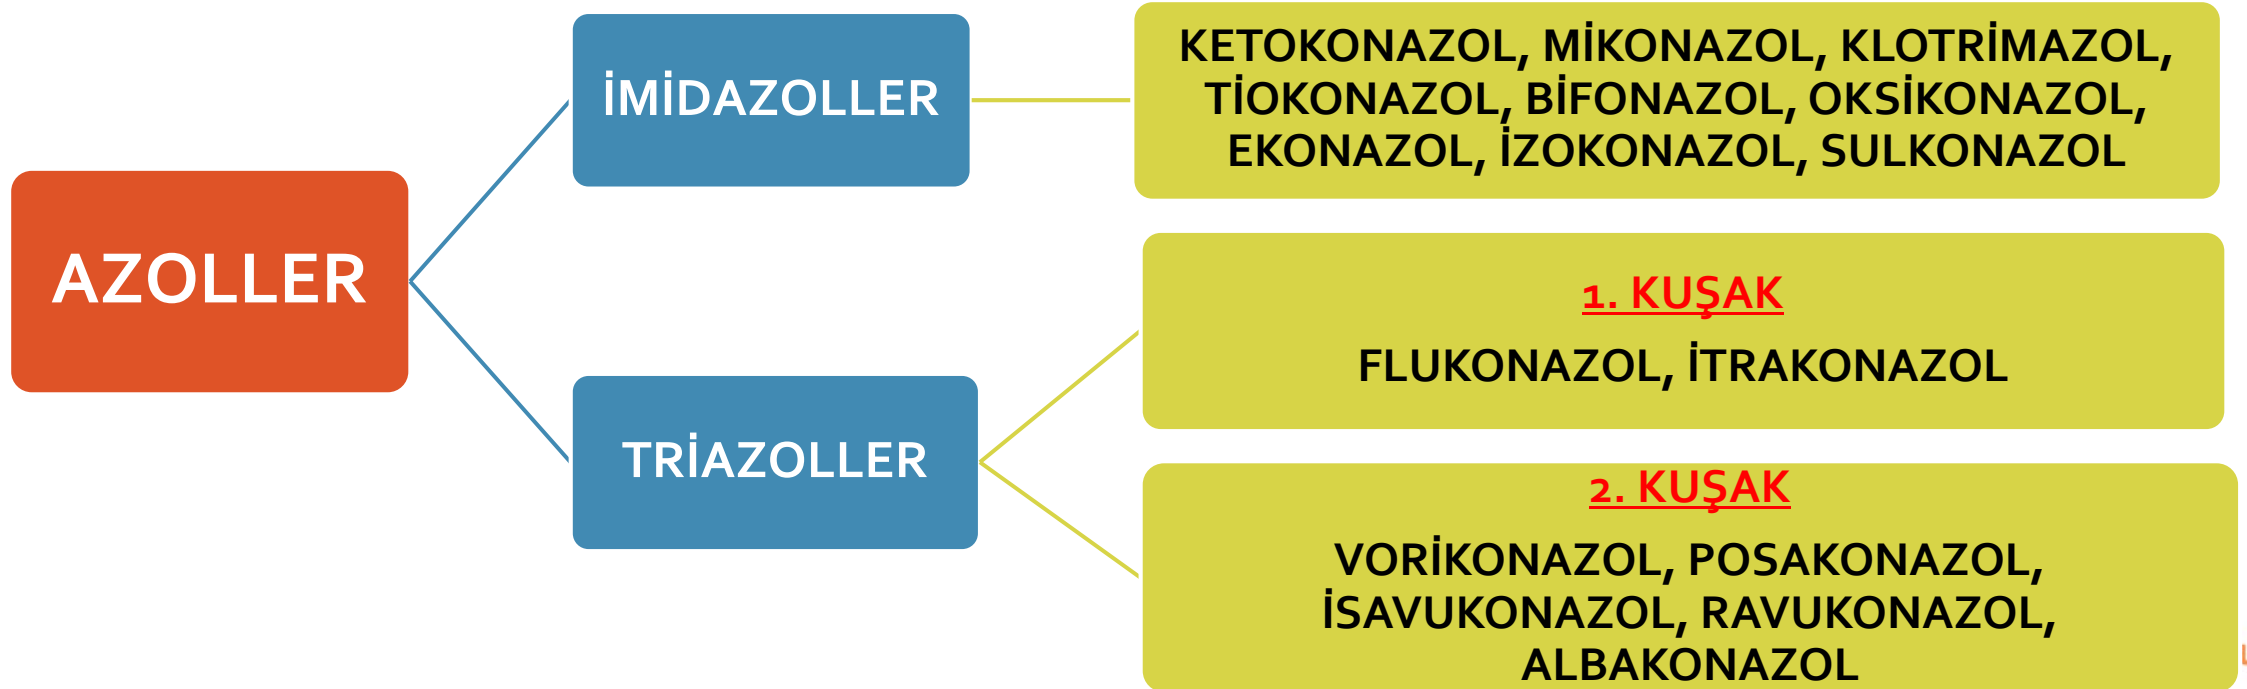 AZOLLER
İMİDAZOLLER
KETOKONAZOL, MİKONAZOL, KLOTRİMAZOL,
TİOKONAZOL, BİFONAZOL, OKSİKONAZOL,
EKONAZOL, İZOKONAZOL, SULKONAZOL
TRİAZOLLER
1. KUŞAK
FLUKONAZOL, İTRAKONAZOL
2. KUŞAK
VORİKONAZOL, POSAKONAZOL,
İSAVUKONAZOL, RAVUKONAZOL,
ALBAKONAZOL